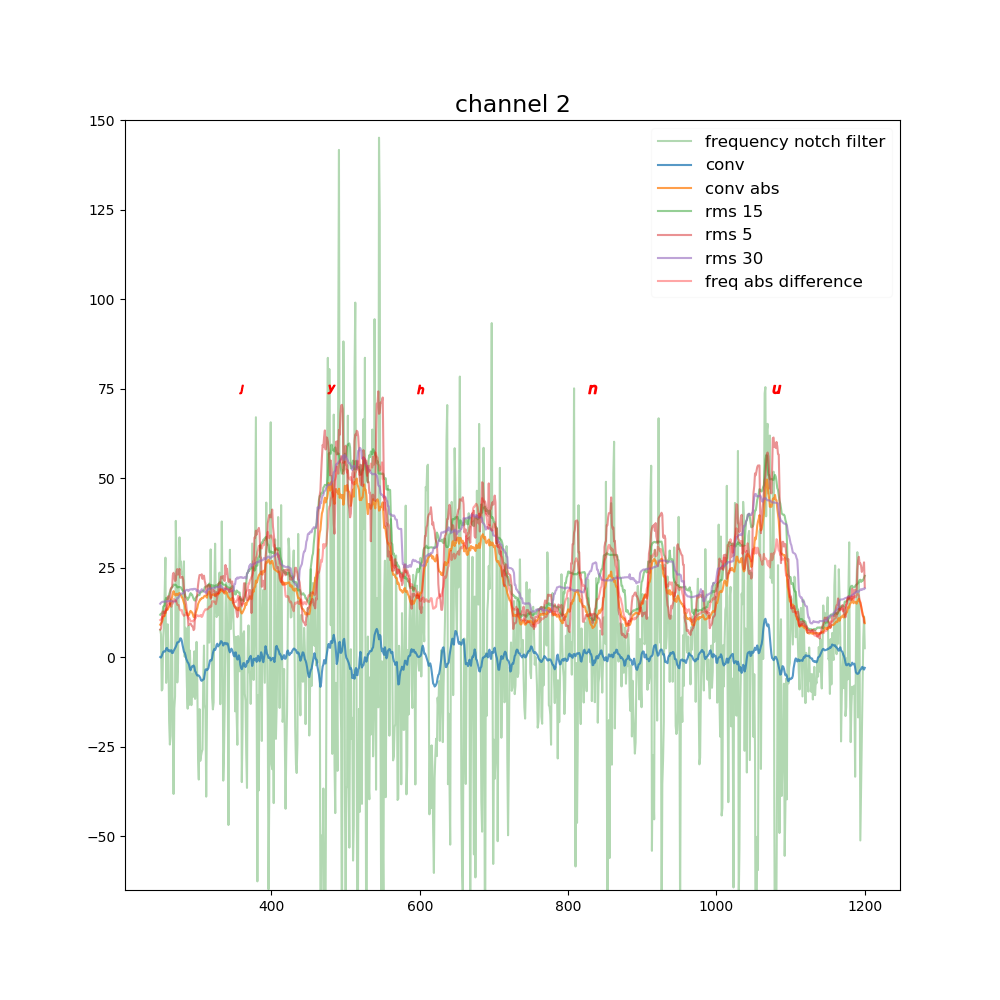 channel 2
150
125
100
75
50
25
0
−25
−50
frequency notch filter
conv
conv abs
rms 15
rms 5
rms 30
freq abs difference
j y h n u
400 600 800 1000 1200